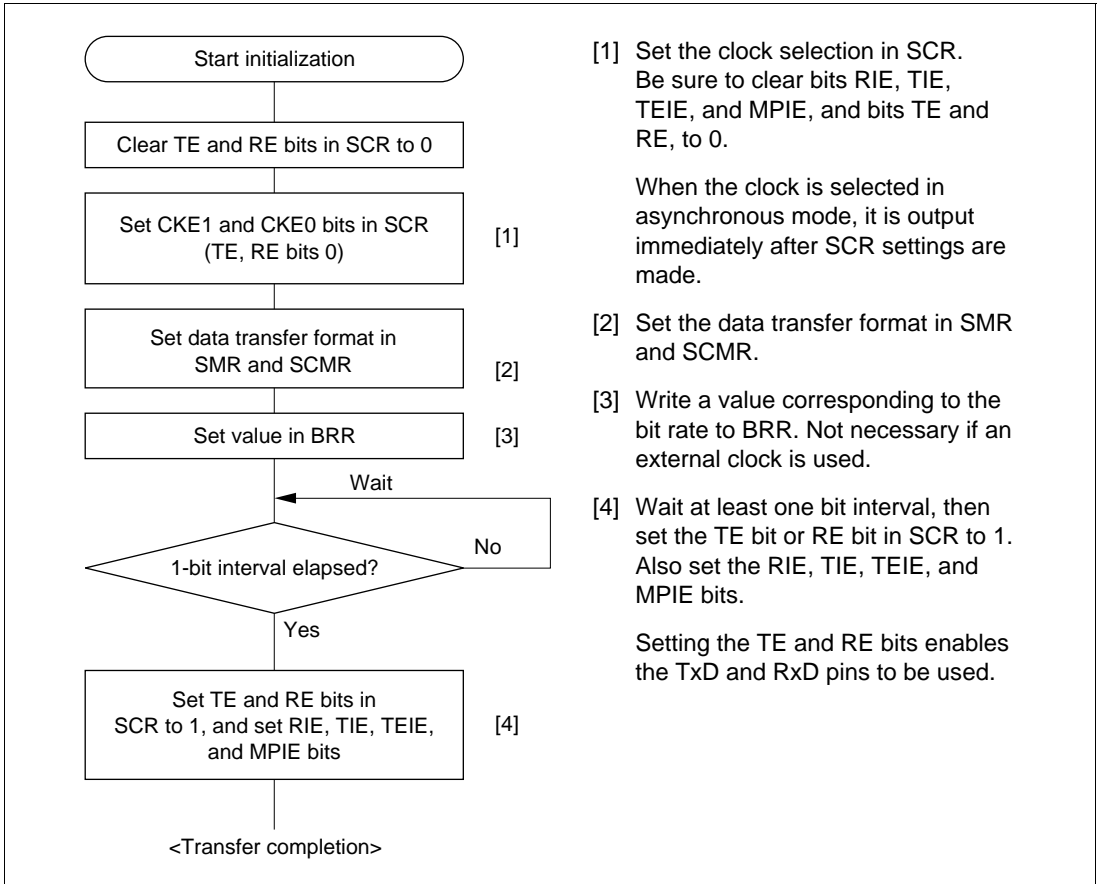 Start initialization
Clear TE and RE bits in SCR to 0
Set CKE1 and CKE0 bits in SCR
(TE, RE bits 0)
[1]
Set data transfer format in
SMR and SCMR
[2]
Set value in BRR
[3]
Wait
1-bit interval elapsed?
No
Yes
Set TE and RE bits in
SCR to 1, and set RIE, TIE, TEIE,
and MPIE bits
[4]
<Transfer completion>
[1] Set the clock selection in SCR.
Be sure to clear bits RIE, TIE,
TEIE, and MPIE, and bits TE and
RE, to 0.
When the clock is selected in
asynchronous mode, it is output
immediately after SCR settings are
made.
[2] Set the data transfer format in SMR
and SCMR.
[3] Write a value corresponding to the
bit rate to BRR. Not necessary if an
external clock is used.
[4] Wait at least one bit interval, then
set the TE bit or RE bit in SCR to 1.
Also set the RIE, TIE, TEIE, and
MPIE bits.
Setting the TE and RE bits enables
the TxD and RxD pins to be used.